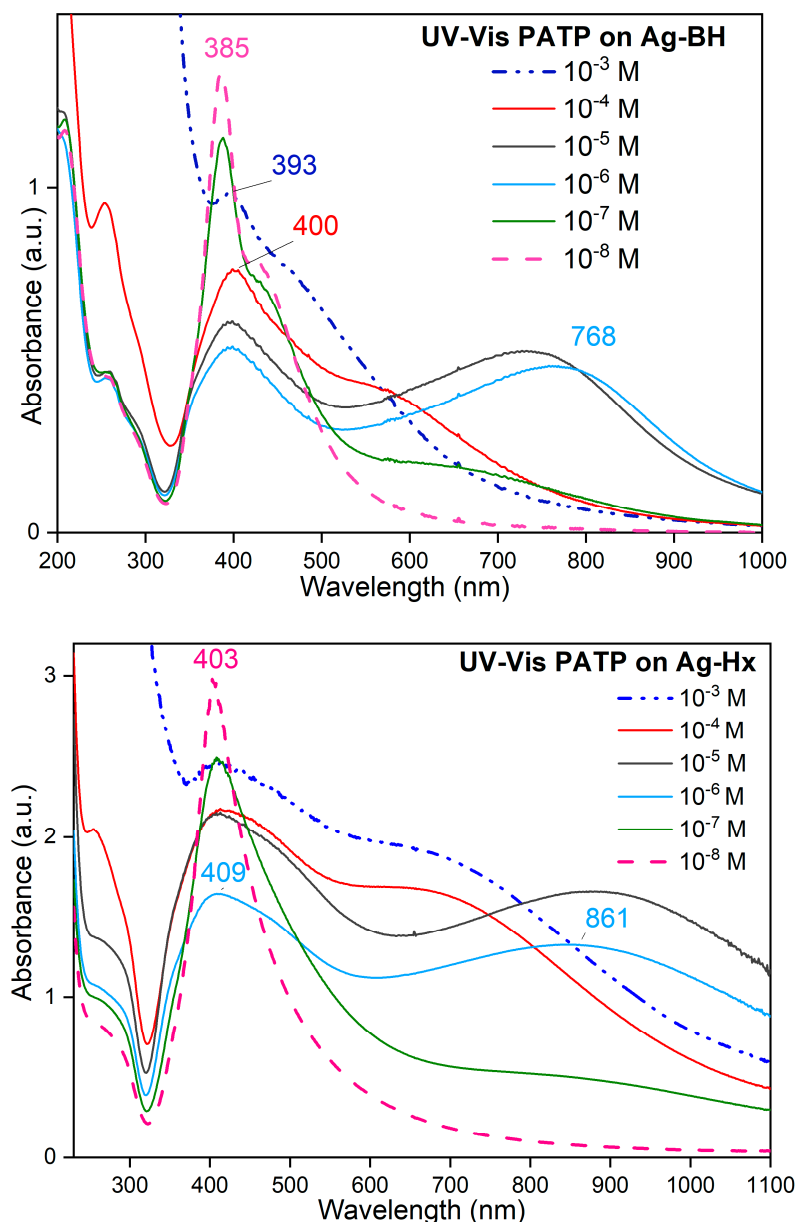 UV-Vis PATP on Ag-BH
10⁻³ M
10⁻⁴ M
10⁻⁵ M
10⁻⁶ M
10⁻⁷ M
10⁻⁸ M
385
393
400
768
1
0
Absorbance (a.u.)
200 300 400 500 600 700 800 900 1000
Wavelength (nm)
UV-Vis PATP on Ag-Hx
10⁻³ M
10⁻⁴ M
10⁻⁵ M
10⁻⁶ M
10⁻⁷ M
10⁻⁸ M
403
409
861
3
2
1
0
Absorbance (a.u.)
300 400 500 600 700 800 900 1000 1100
Wavelength (nm)